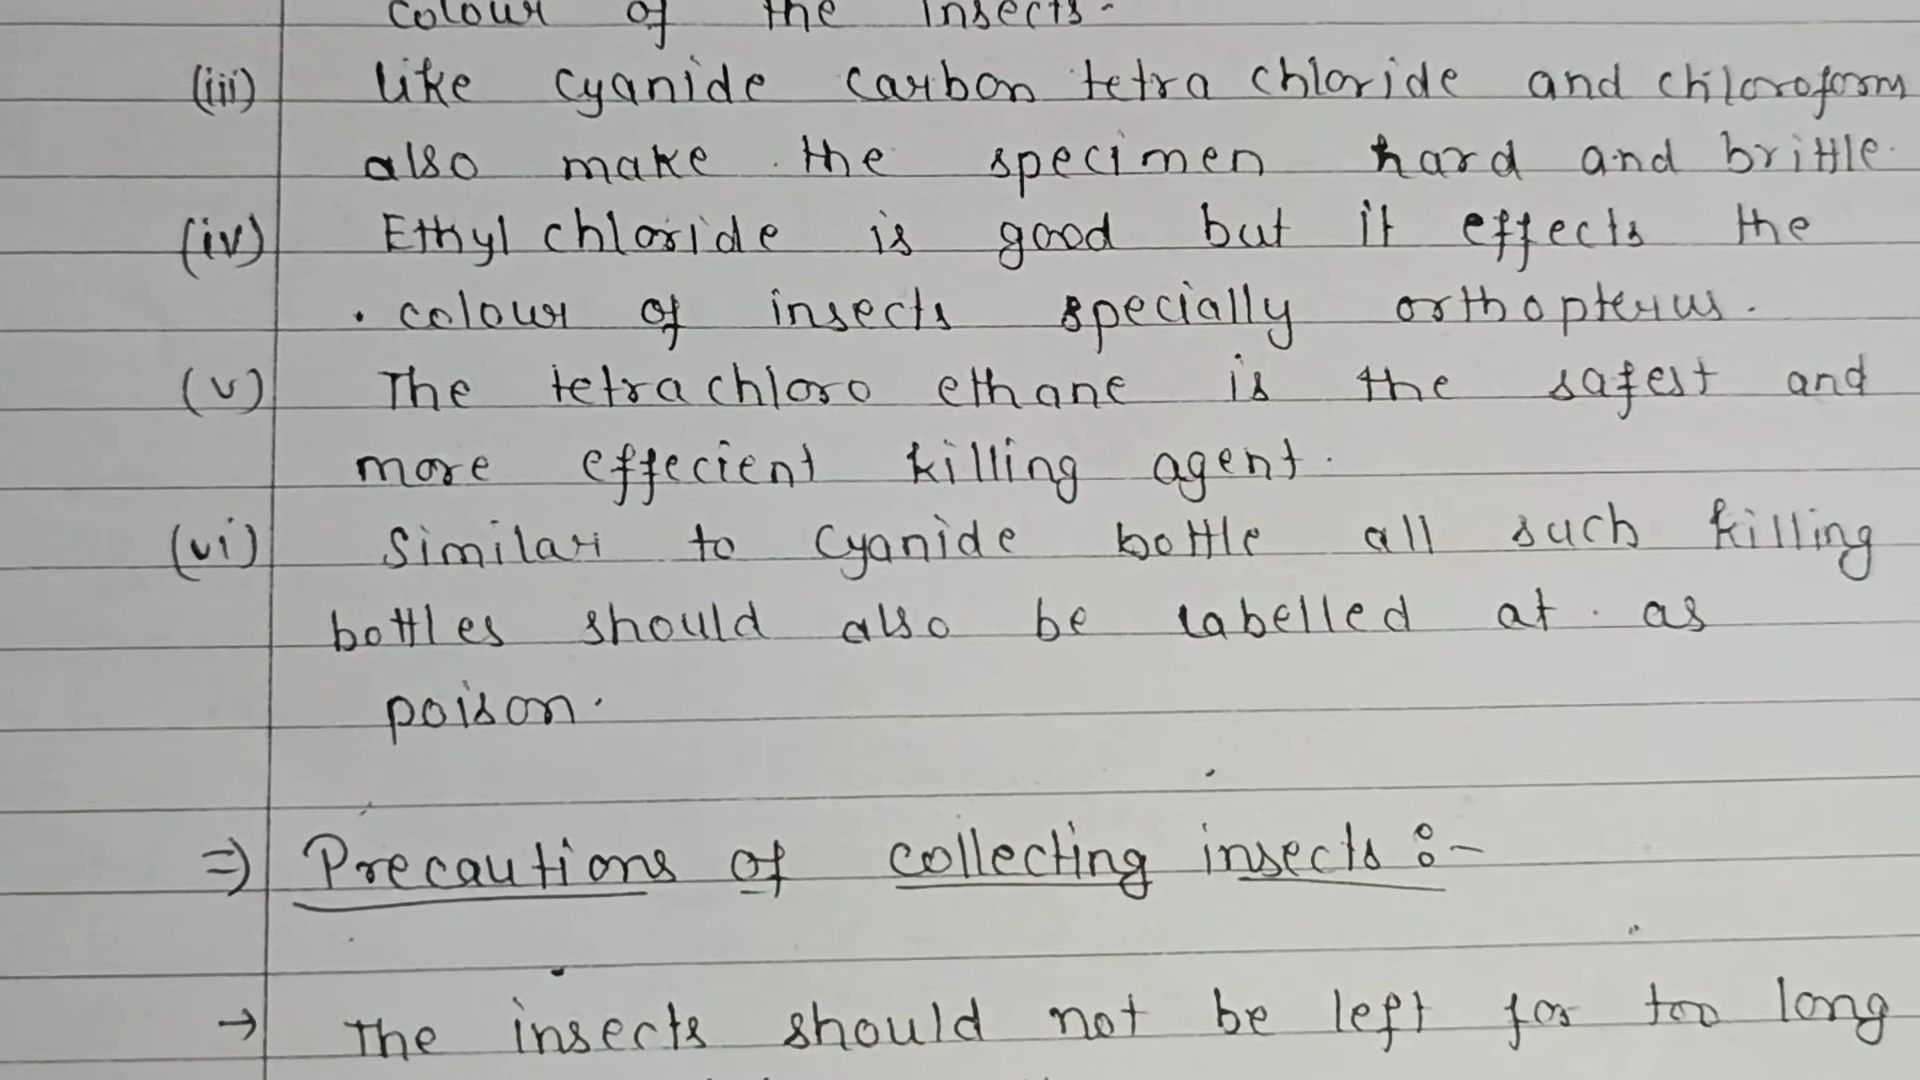 colour of the insects.
(iii) like cyanide carbon tetra chloride and chloroform
also make the specimen hard and brittle.
(iv) Ethyl chloride is good but it effects the
colour of insects specially orthopterus.
(v) The tetrachloro ethane is the safest and
more effecient killing agent.
(vi) Similar to cyanide bottle all such killing
bottles should also be labelled at as
poison.
⇒ Precautions of collecting insects :-
→ The insects should not be left for too long